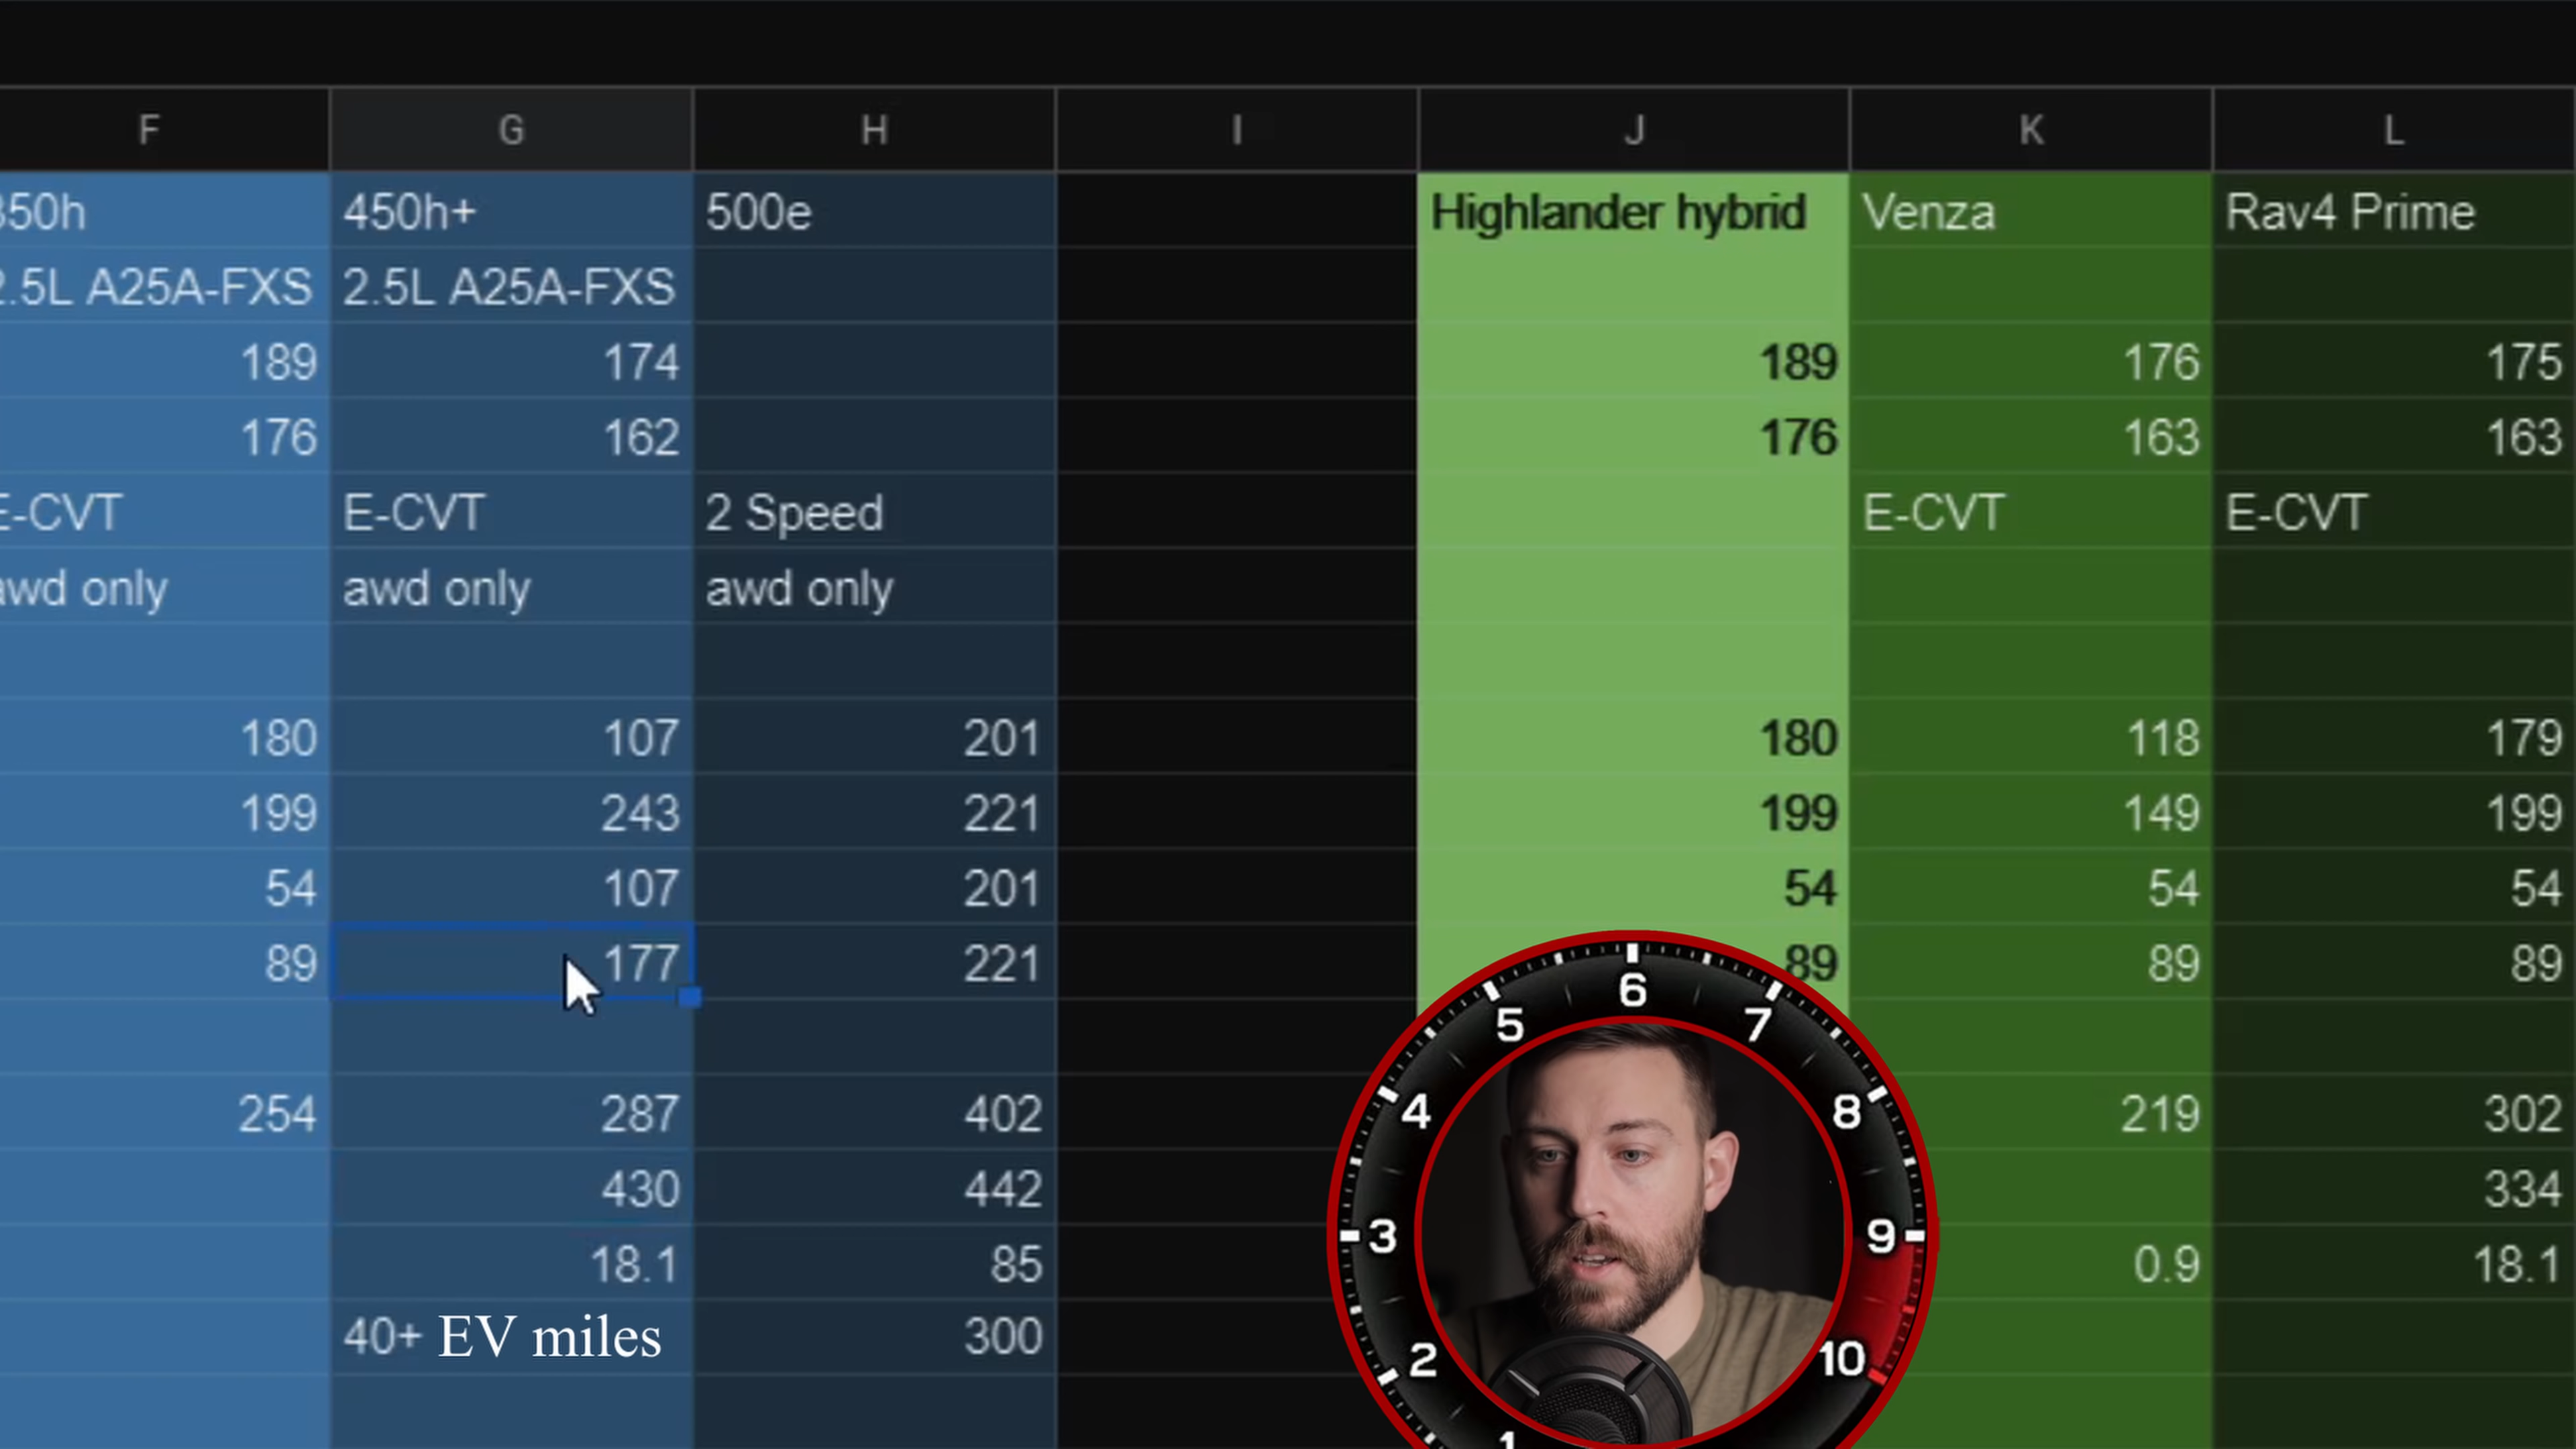 F G H I J K L
350h 450h+ 500e Highlander hybrid Venza Rav4 Prime
2.5L A25A-FXS 2.5L A25A-FXS
189 174 189 176 175
176 162 176 163 163
E-CVT E-CVT 2 Speed E-CVT E-CVT
awd only awd only awd only
180 107 201 180 118 179
199 243 221 199 149 199
54 107 201 54 54 54
89 177 221 89 89 89
254 287 402 219 302
430 442 334
18.1 85 0.9 18.1
40+ EV miles 300
1 2 3 4 5 6 7 8 9 10